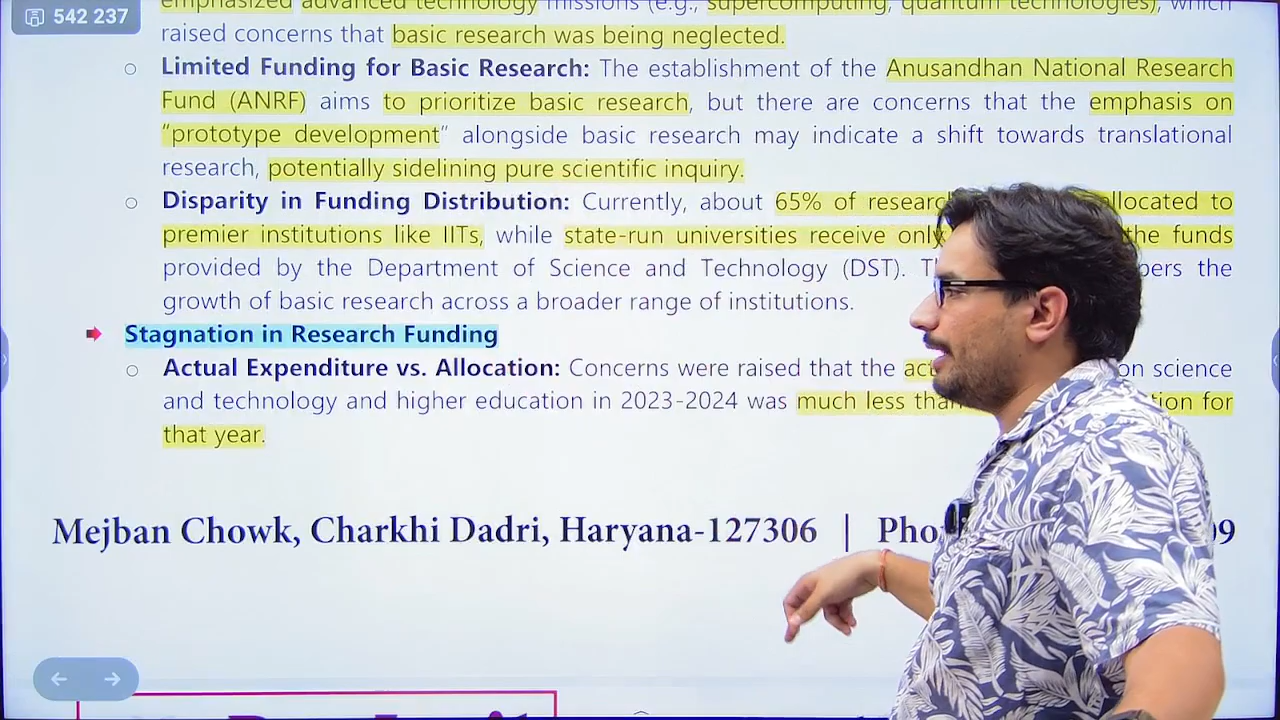 542 237
emphasized advanced technology missions (e.g., supercomputing, quantum technologies), which
raised concerns that basic research was being neglected.
○ Limited Funding for Basic Research: The establishment of the Anusandhan National Research
Fund (ANRF) aims to prioritize basic research, but there are concerns that the emphasis on
“prototype development” alongside basic research may indicate a shift towards translational
research, potentially sidelining pure scientific inquiry.
○ Disparity in Funding Distribution: Currently, about 65% of research allocated to
premier institutions like IITs, while state-run universities receive only the funds
provided by the Department of Science and Technology (DST). the
growth of basic research across a broader range of institutions.
Stagnation in Research Funding
○ Actual Expenditure vs. Allocation: Concerns were raised that the on science
and technology and higher education in 2023-2024 was much less than for
that year.
Mejban Chowk, Charkhi Dadri, Haryana-127306 | 09